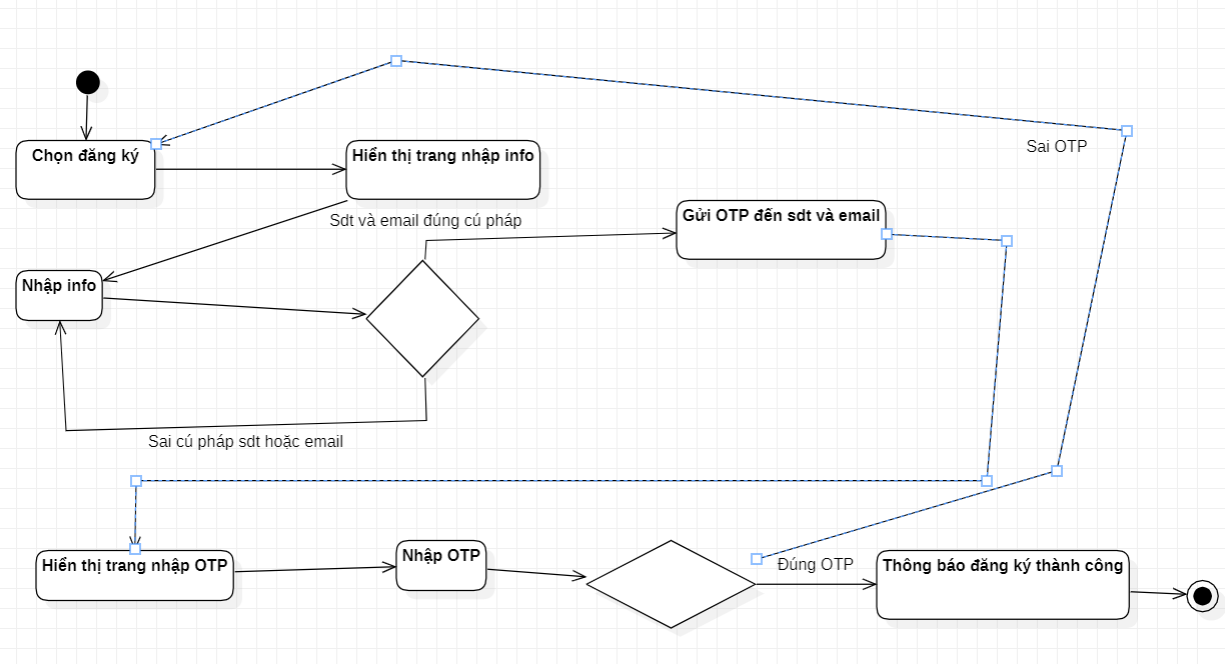 Sai OTP
Chọn đăng ký
Hiển thị trang nhập info
Sdt và email đúng cú pháp
Gửi OTP đến sdt và email
Nhập info
Sai cú pháp sdt hoặc email
Hiển thị trang nhập OTP
Nhập OTP
Đúng OTP
Thông báo đăng ký thành công